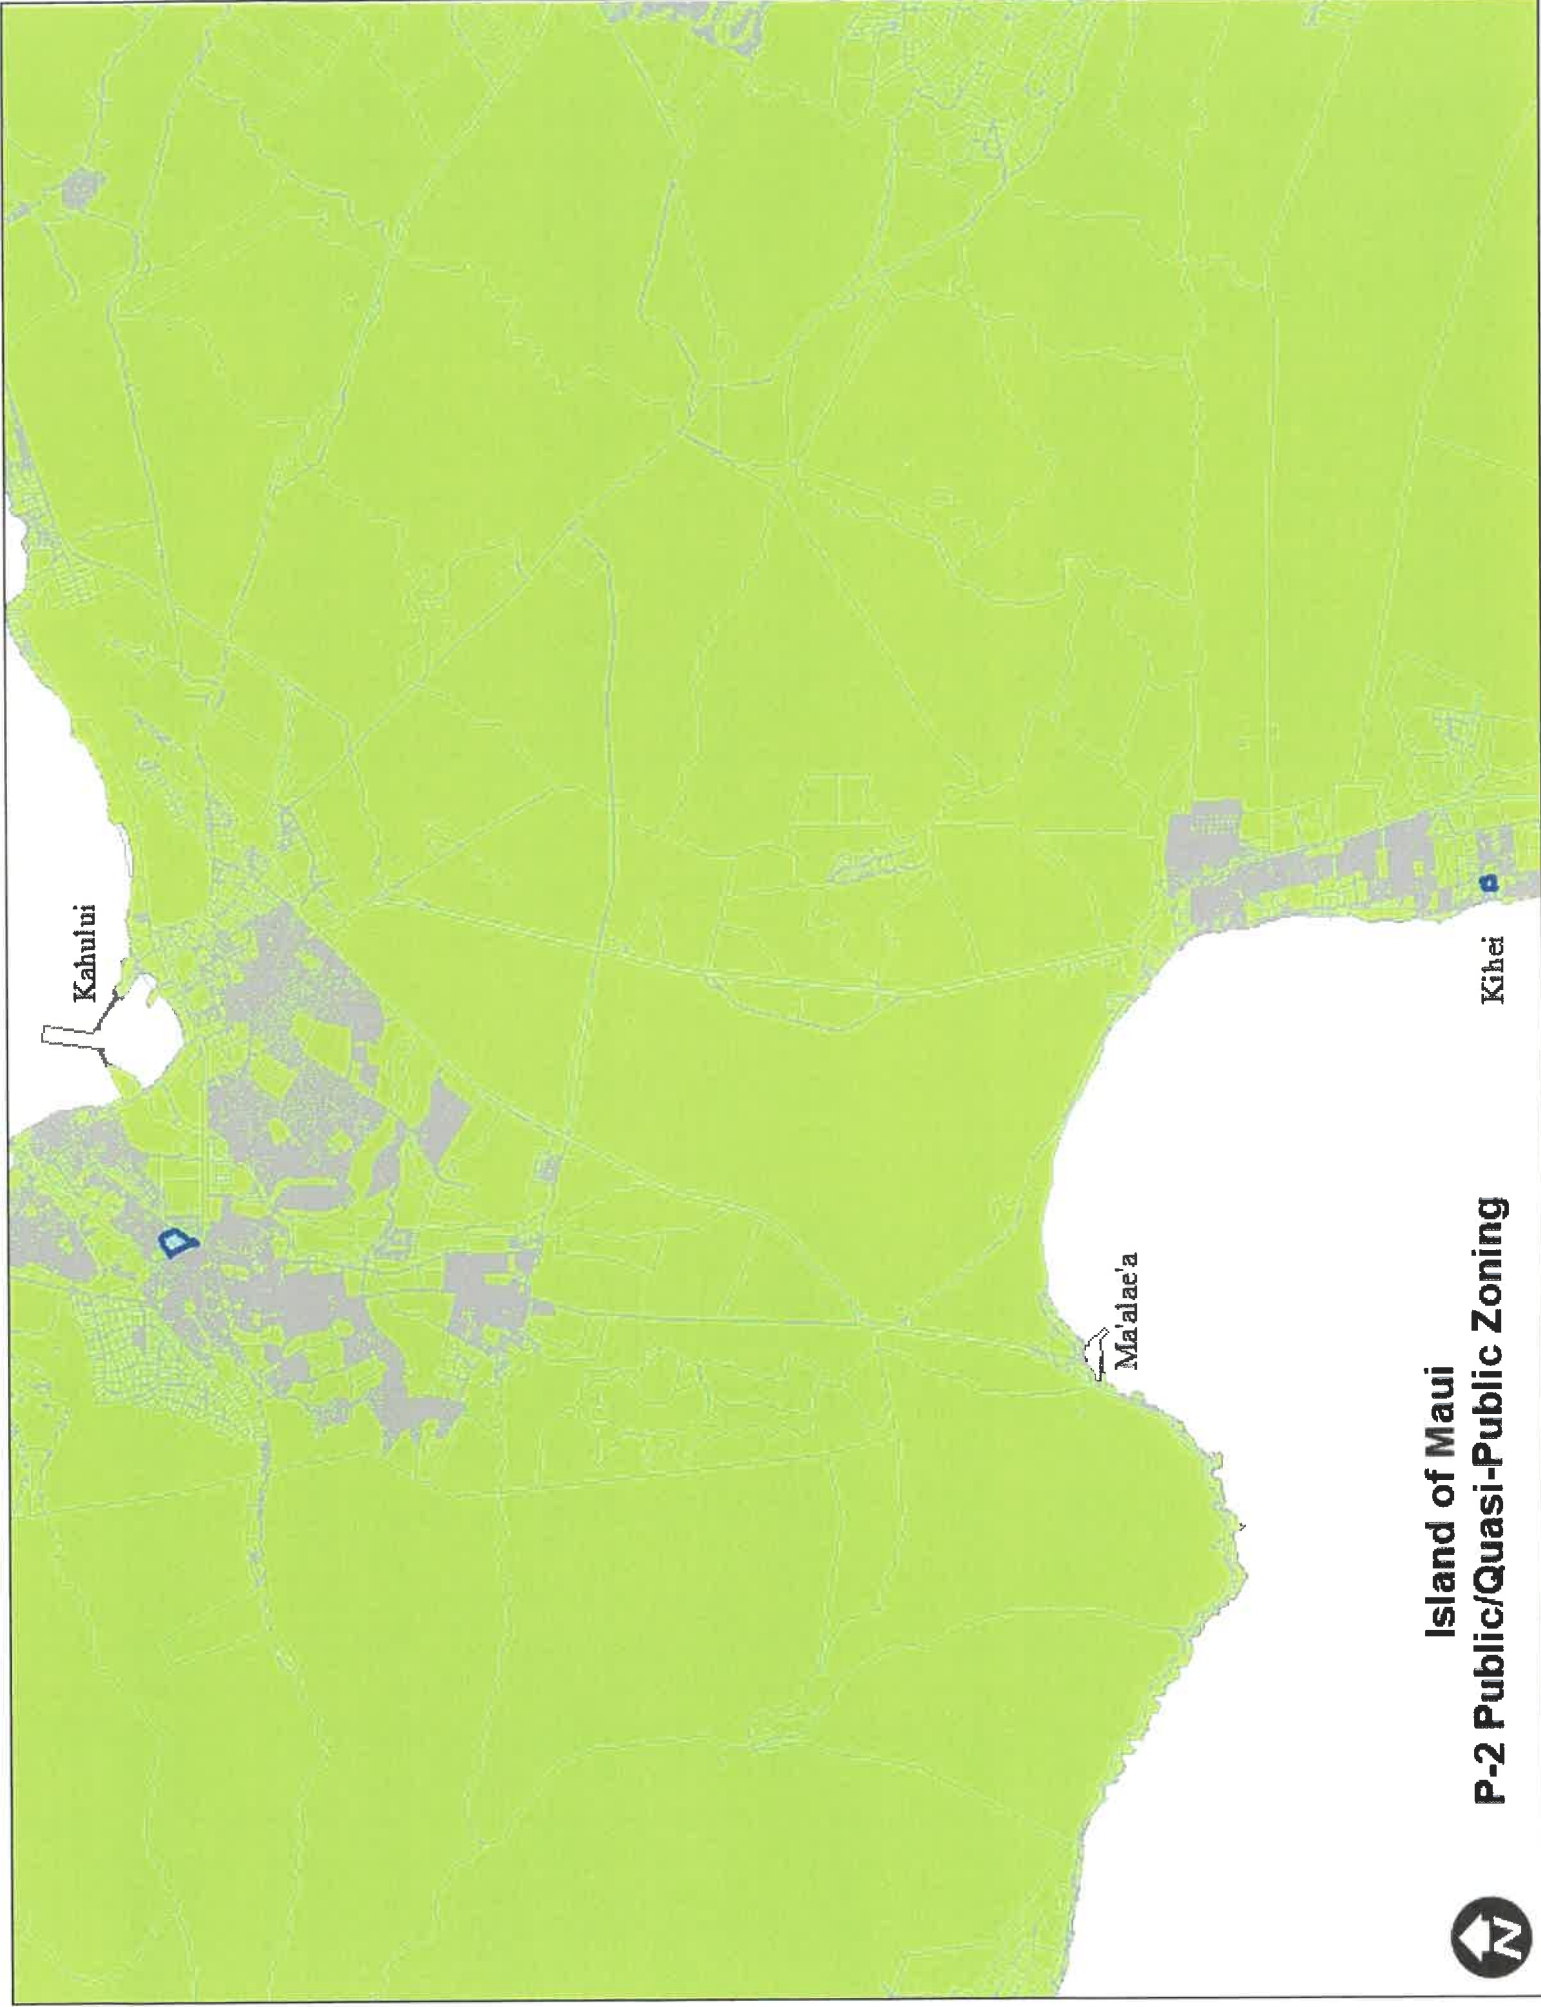 Kahului
Ma'alae'a
Kihei
Island of Maui
P-2 Public/Quasi-Public Zoning
N